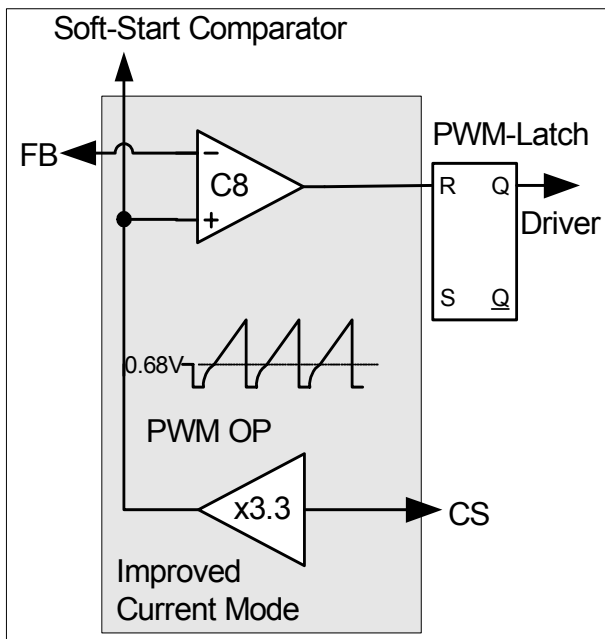 Soft-Start Comparator
PWM-Latch
FB
−
C8
+
R Q
Driver
S Q
0.68V
PWM OP
x3.3
CS
Improved
Current Mode